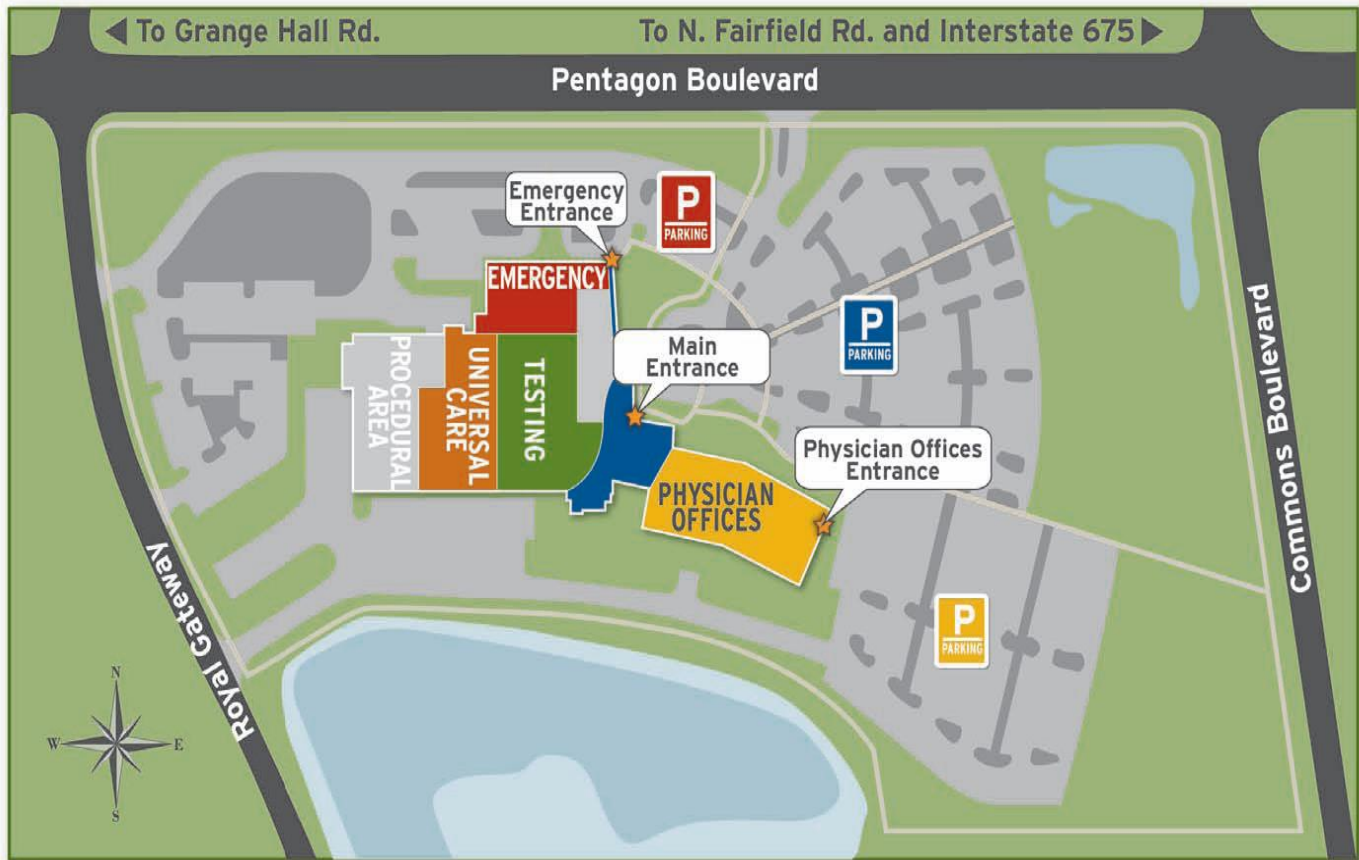 To Grange Hall Rd.
To N. Fairfield Rd. and Interstate 675
Pentagon Boulevard
Emergency
Entrance
P
PARKING
EMERGENCY
P
PARKING
Main
Entrance
PROCEDURAL
AREA
UNIVERSAL
CARE
TESTING
Physician Offices
Entrance
PHYSICIAN
OFFICES
Commons Boulevard
P
PARKING
Royal Gateway
N
W
E
S